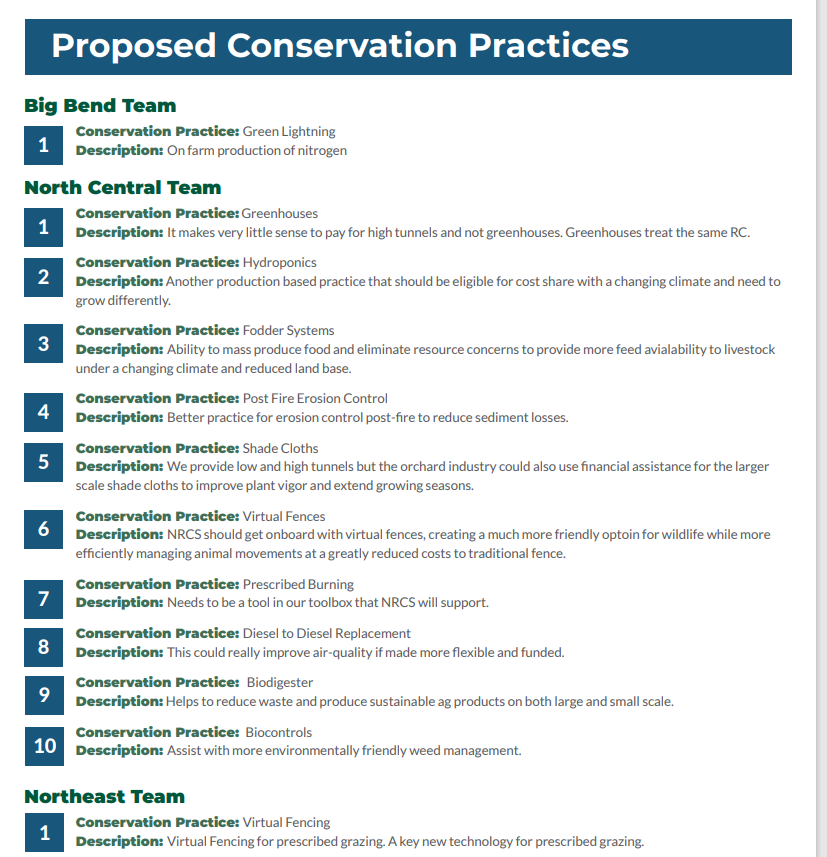 Proposed Conservation Practices
Big Bend Team
1
Conservation Practice: Green Lightning
Description: On farm production of nitrogen
North Central Team
1
Conservation Practice: Greenhouses
Description: It makes very little sense to pay for high tunnels and not greenhouses. Greenhouses treat the same RC.
2
Conservation Practice: Hydroponics
Description: Another production based practice that should be eligible for cost share with a changing climate and need to
grow differently.
3
Conservation Practice: Fodder Systems
Description: Ability to mass produce food and eliminate resource concerns to provide more feed avialability to livestock
under a changing climate and reduced land base.
4
Conservation Practice: Post Fire Erosion Control
Description: Better practice for erosion control post-fire to reduce sediment losses.
5
Conservation Practice: Shade Cloths
Description: We provide low and high tunnels but the orchard industry could also use financial assistance for the larger
scale shade cloths to improve plant vigor and extend growing seasons.
6
Conservation Practice: Virtual Fences
Description: NRCS should get onboard with virtual fences, creating a much more friendly optoin for wildlife while more
efficiently managing animal movements at a greatly reduced costs to traditional fence.
7
Conservation Practice: Prescribed Burning
Description: Needs to be a tool in our toolbox that NRCS will support.
8
Conservation Practice: Diesel to Diesel Replacement
Description: This could really improve air-quality if made more flexible and funded.
9
Conservation Practice: Biodigester
Description: Helps to reduce waste and produce sustainable ag products on both large and small scale.
10
Conservation Practice: Biocontrols
Description: Assist with more environmentally friendly weed management.
Northeast Team
1
Conservation Practice: Virtual Fencing
Description: Virtual Fencing for prescribed grazing. A key new technology for prescribed grazing.